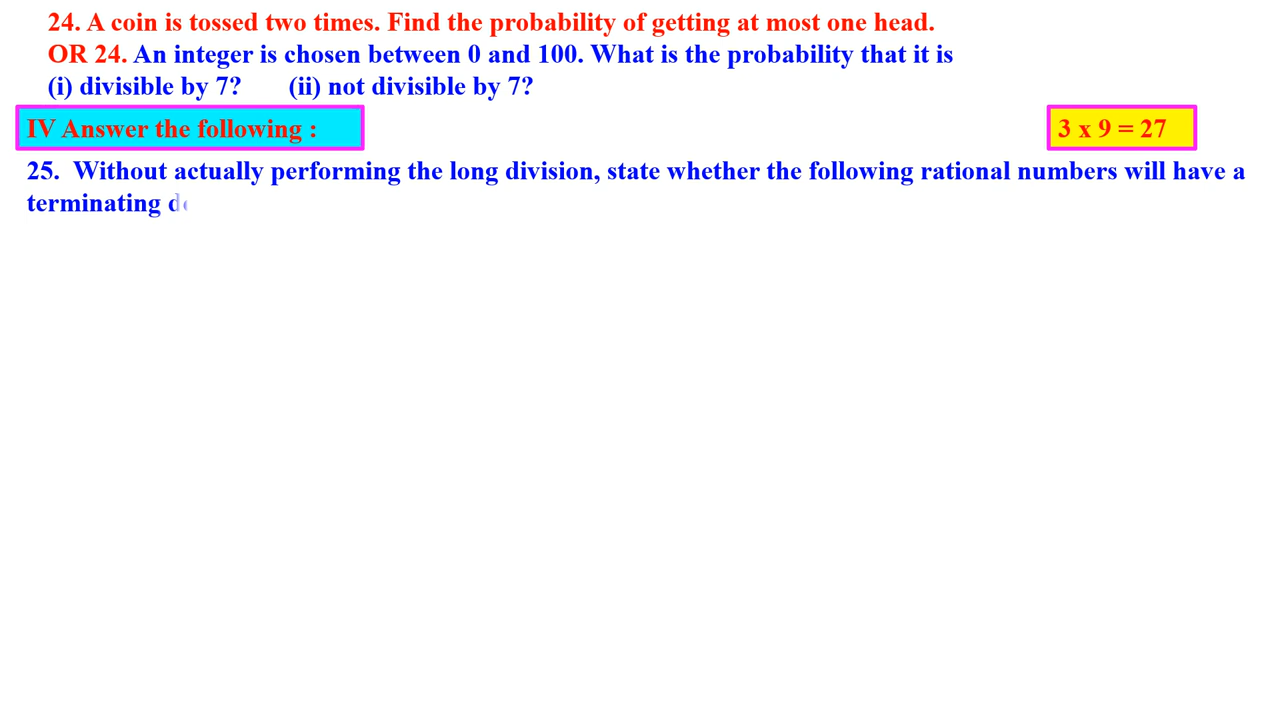 24. A coin is tossed two times. Find the probability of getting at most one head.
OR 24. An integer is chosen between 0 and 100. What is the probability that it is
(i) divisible by 7? (ii) not divisible by 7?
IV Answer the following :
3 x 9 = 27
25. Without actually performing the long division, state whether the following rational numbers will have a
terminating